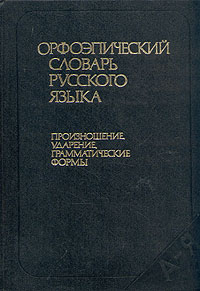 ОРФОЭПИЧЕСКИЙ
СЛОВАРЬ
РУССКОГО
ЯЗЫКА
ПРОИЗНОШЕНИЕ,
УДАРЕНИЕ,
ГРАММАТИЧЕСКИЕ
ФОРМЫ
А-Я